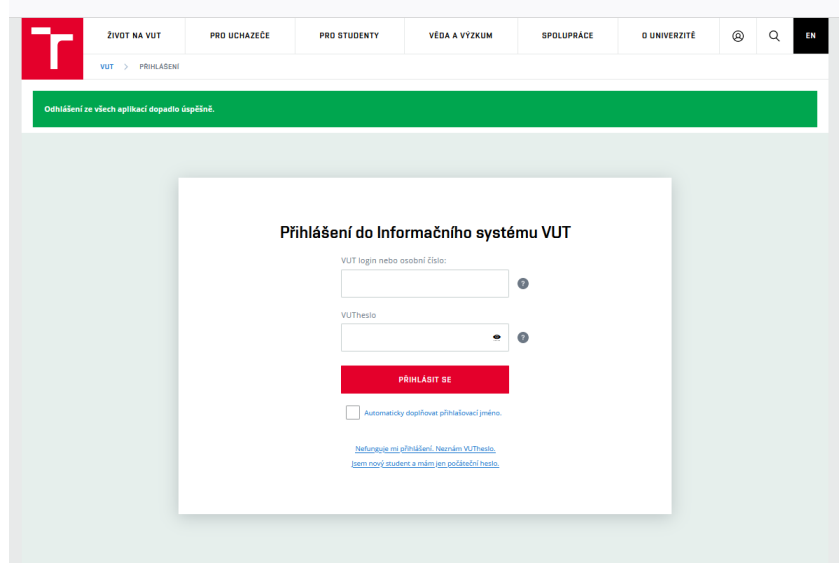 ŽIVOT NA VUT PRO UCHAZEČE PRO STUDENTY VĚDA A VÝZKUM SPOLUPRÁCE O UNIVERZITĚ EN
VUT > PŘIHLÁŠENÍ
Odhlášení ze všech aplikací dopadlo úspěšně.
Přihlášení do Informačního systému VUT
VUT login nebo osobní číslo:
?
VUTheslo
?
PŘIHLÁSIT SE
Automaticky doplňovat přihlašovací jméno.
Nefunguje mi přihlášení. Neznám VUTheslo.
Jsem nový student a mám jen počáteční heslo.